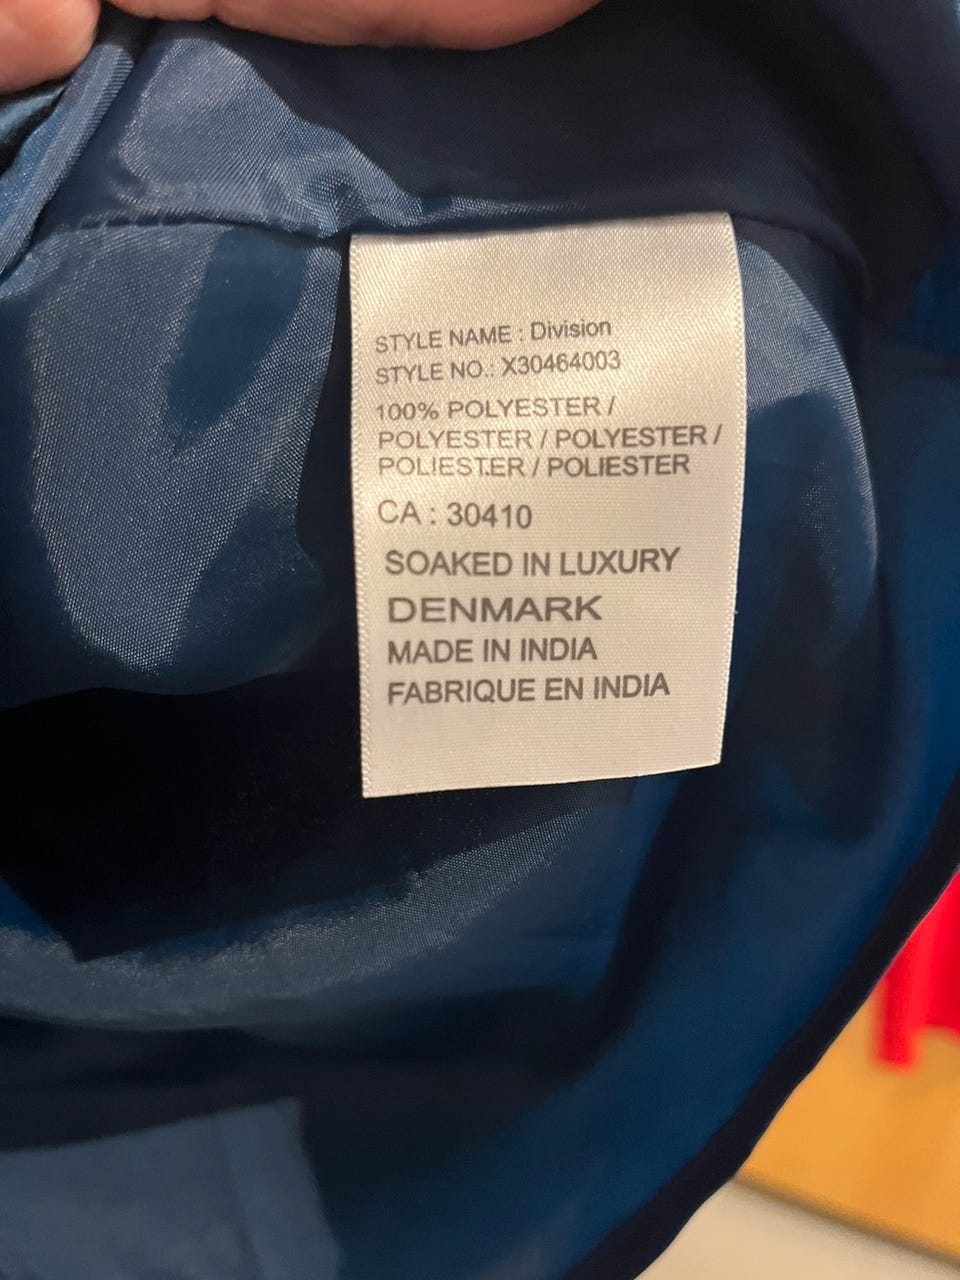 STYLE NAME : Division
STYLE NO.: X30464003
100% POLYESTER /
POLYESTER / POLYESTER /
POLIESTER / POLIESTER
CA : 30410
SOAKED IN LUXURY
DENMARK
MADE IN INDIA
FABRIQUE EN INDIA